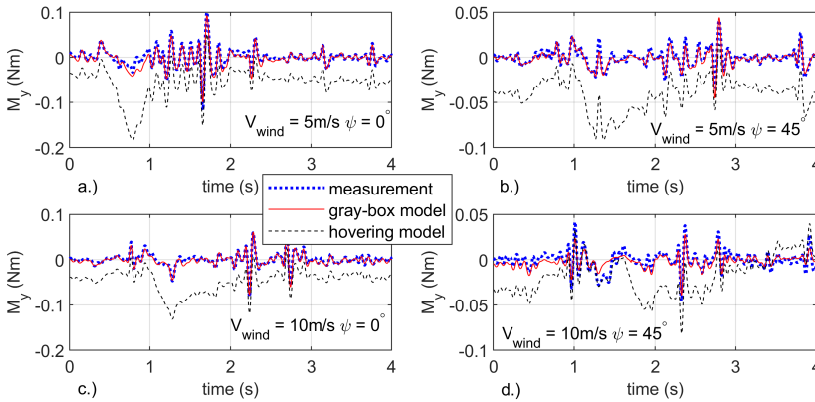 0.1
0
-0.1
-0.2
M_y (Nm)
V_wind = 5m/s ψ = 0°
0 1 2 3 4
a.) time (s)
0.05
0
-0.05
-0.1
M_y (Nm)
V_wind = 5m/s ψ = 45°
0 1 2 3 4
b.) time (s)
measurement
gray-box model
hovering model
0.1
0
-0.1
-0.2
M_y (Nm)
V_wind = 10m/s ψ = 0°
0 1 2 3 4
c.) time (s)
0.05
0
-0.05
-0.1
M_y (Nm)
V_wind = 10m/s ψ = 45°
0 1 2 3 4
d.) time (s)